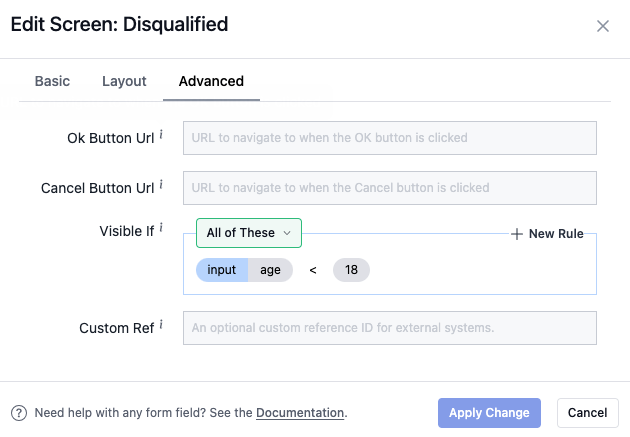 Edit Screen: Disqualified
Basic Layout Advanced
Ok Button Url i
URL to navigate to when the OK button is clicked
Cancel Button Url i
URL to navigate to when the Cancel button is clicked
Visible If i
All of These
+ New Rule
input age < 18
Custom Ref i
An optional custom reference ID for external systems.
? Need help with any form field? See the Documentation.
Apply Change
Cancel